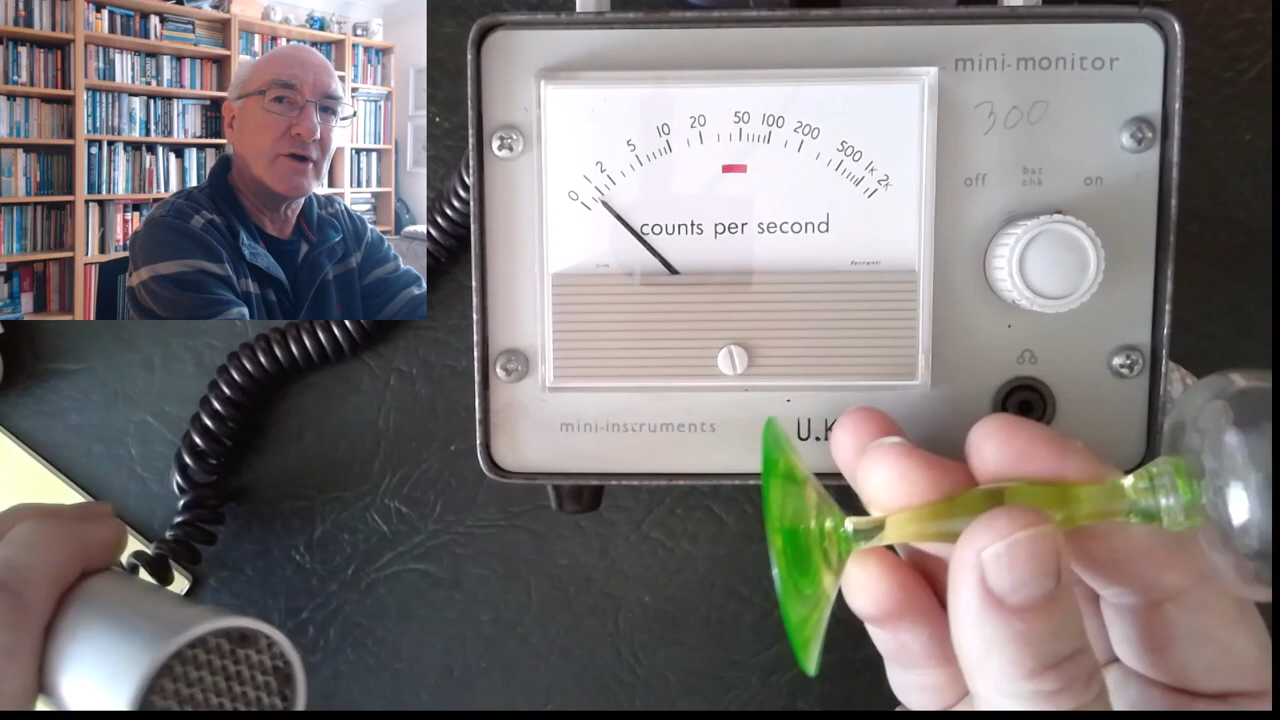 mini-monitor
300
0 2 5 10 20 50 100 200 500 1K 2K
counts per second
Ferranti
off bat chk on
mini-instruments
U.K